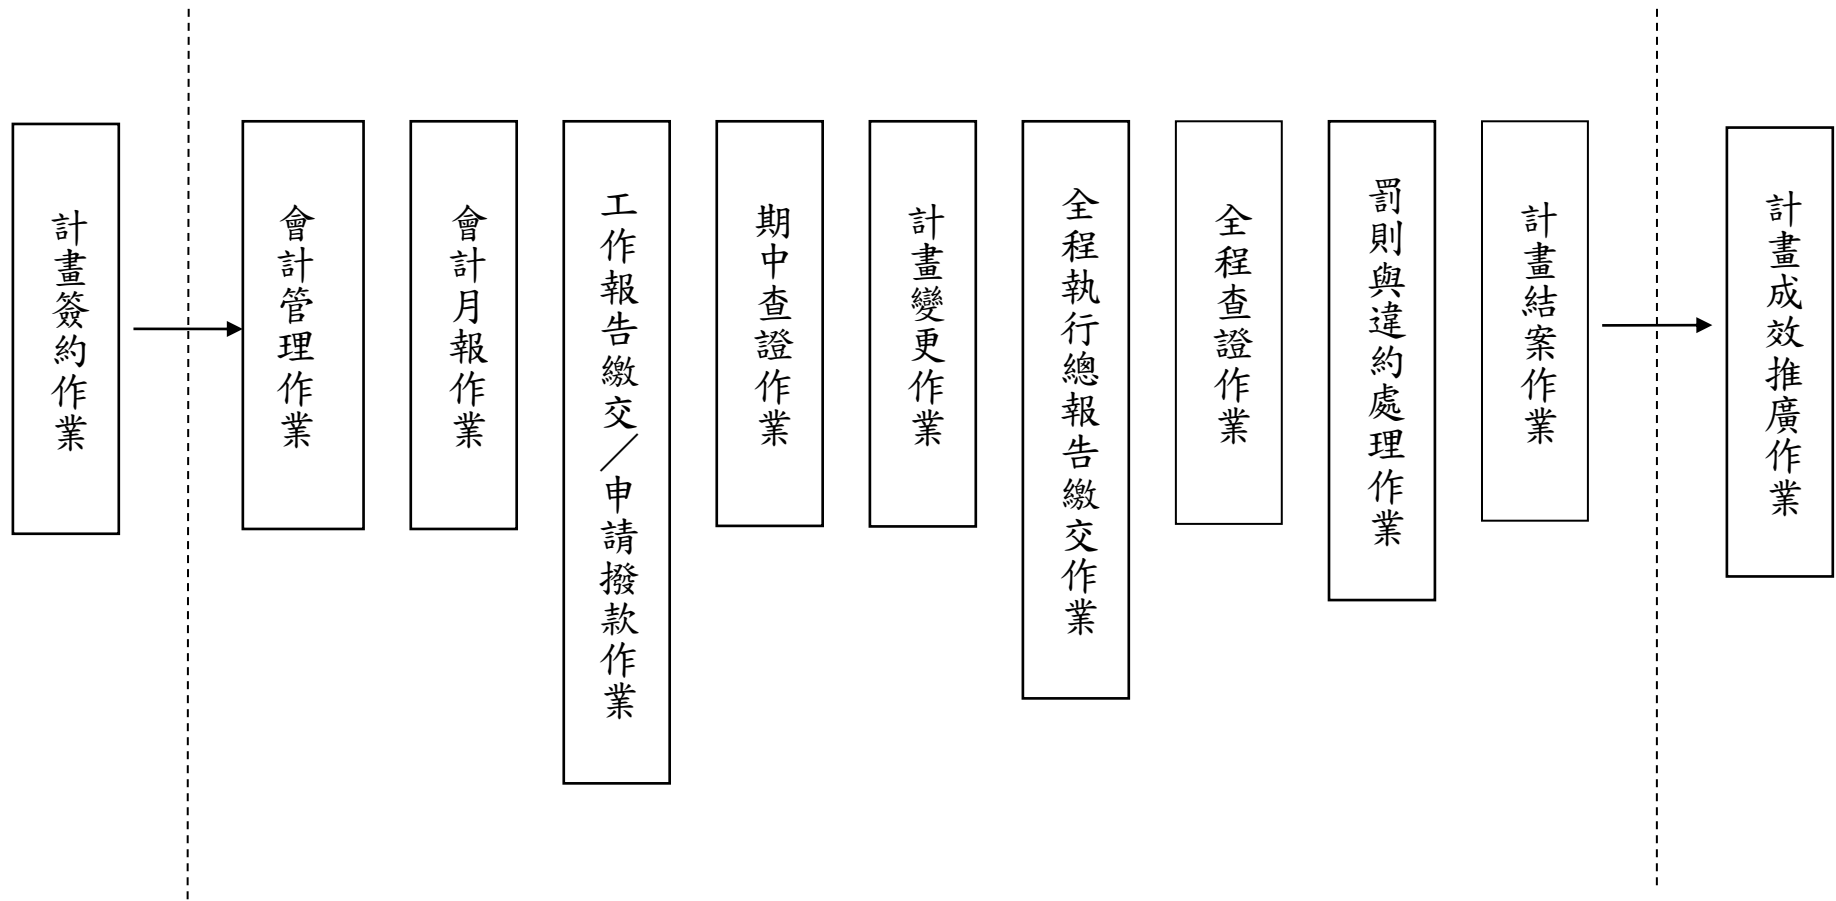 計畫簽約作業
會計管理作業
會計月報作業
工作報告繳交／申請撥款作業
期中查證作業
計畫變更作業
全程執行總報告繳交作業
全程查證作業
罰則與違約處理作業
計畫結案作業
計畫成效推廣作業